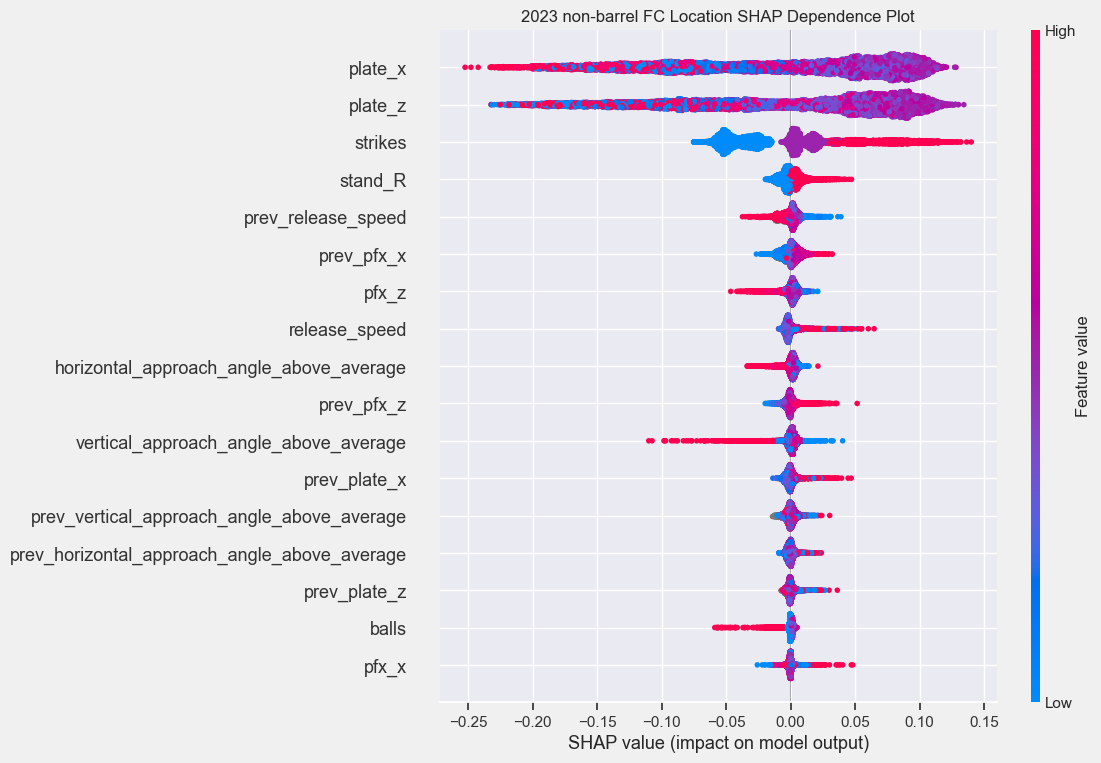 2023 non-barrel FC Location SHAP Dependence Plot
High
plate_x
plate_z
strikes
stand_R
prev_release_speed
prev_pfx_x
pfx_z
release_speed
horizontal_approach_angle_above_average
prev_pfx_z
vertical_approach_angle_above_average
prev_plate_x
prev_vertical_approach_angle_above_average
prev_horizontal_approach_angle_above_average
prev_plate_z
balls
pfx_x
Feature value
Low
−0.25 −0.20 −0.15 −0.10 −0.05 0.00 0.05 0.10 0.15
SHAP value (impact on model output)